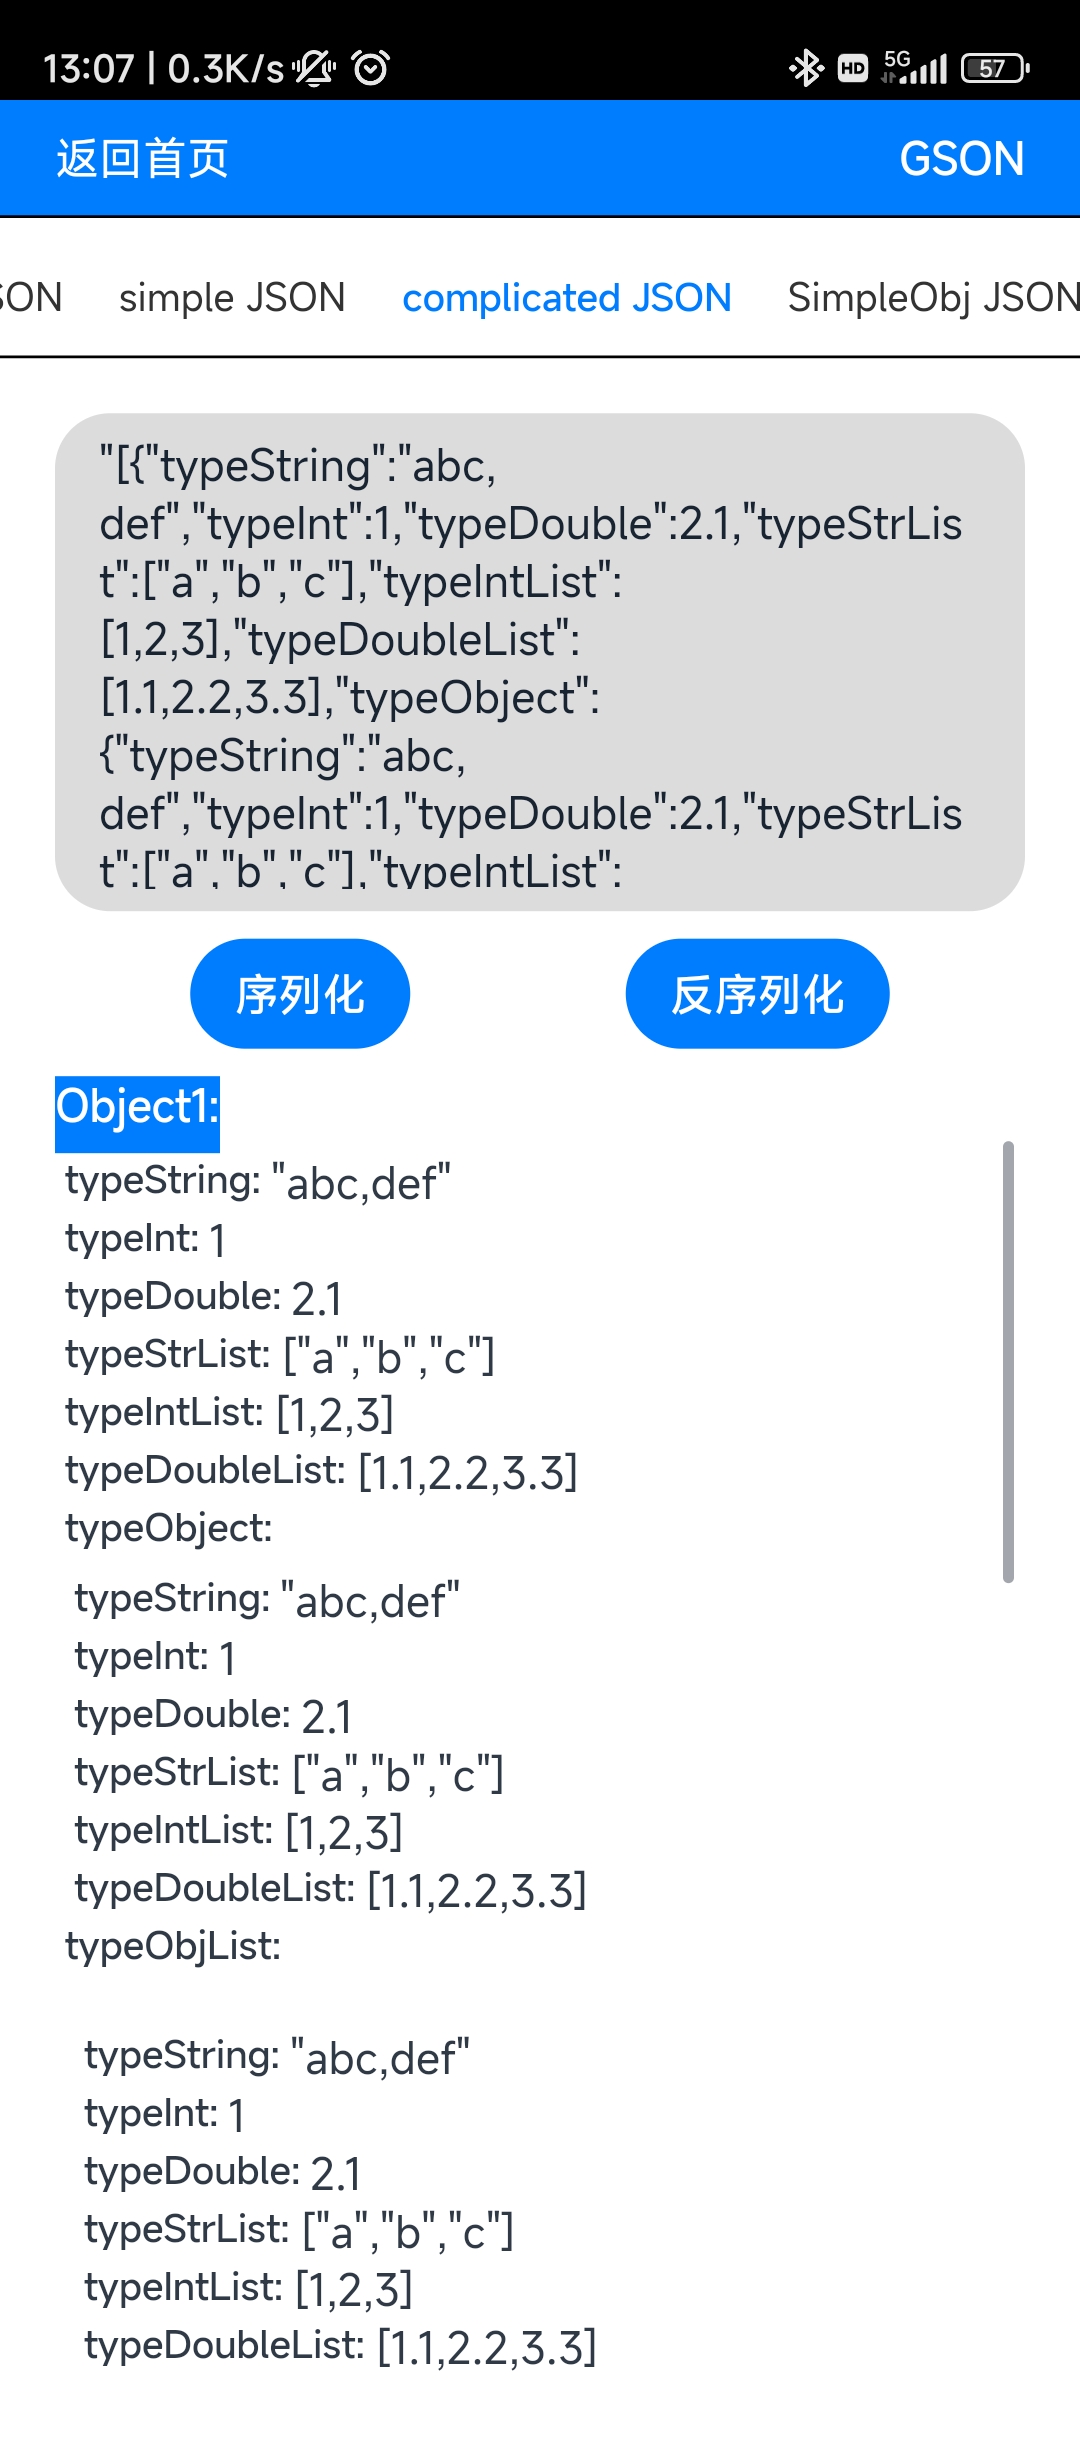 13:07 | 0.3K/s
HD 5G 57
返回首页 GSON
SON simple JSON complicated JSON SimpleObj JSON
"[{"typeString":"abc,
def","typeInt":1,"typeDouble":2.1,"typeStrLis
t":["a","b","c"],"typeIntList":
[1,2,3],"typeDoubleList":
[1.1,2.2,3.3],"typeObject":
{"typeString":"abc,
def","typeInt":1,"typeDouble":2.1,"typeStrLis
t":["a","b","c"],"typeIntList":
序列化 反序列化
Object1:
typeString: "abc,def"
typeInt: 1
typeDouble: 2.1
typeStrList: ["a","b","c"]
typeIntList: [1,2,3]
typeDoubleList: [1.1,2.2,3.3]
typeObject:
typeString: "abc,def"
typeInt: 1
typeDouble: 2.1
typeStrList: ["a","b","c"]
typeIntList: [1,2,3]
typeDoubleList: [1.1,2.2,3.3]
typeObjList:
typeString: "abc,def"
typeInt: 1
typeDouble: 2.1
typeStrList: ["a","b","c"]
typeIntList: [1,2,3]
typeDoubleList: [1.1,2.2,3.3]